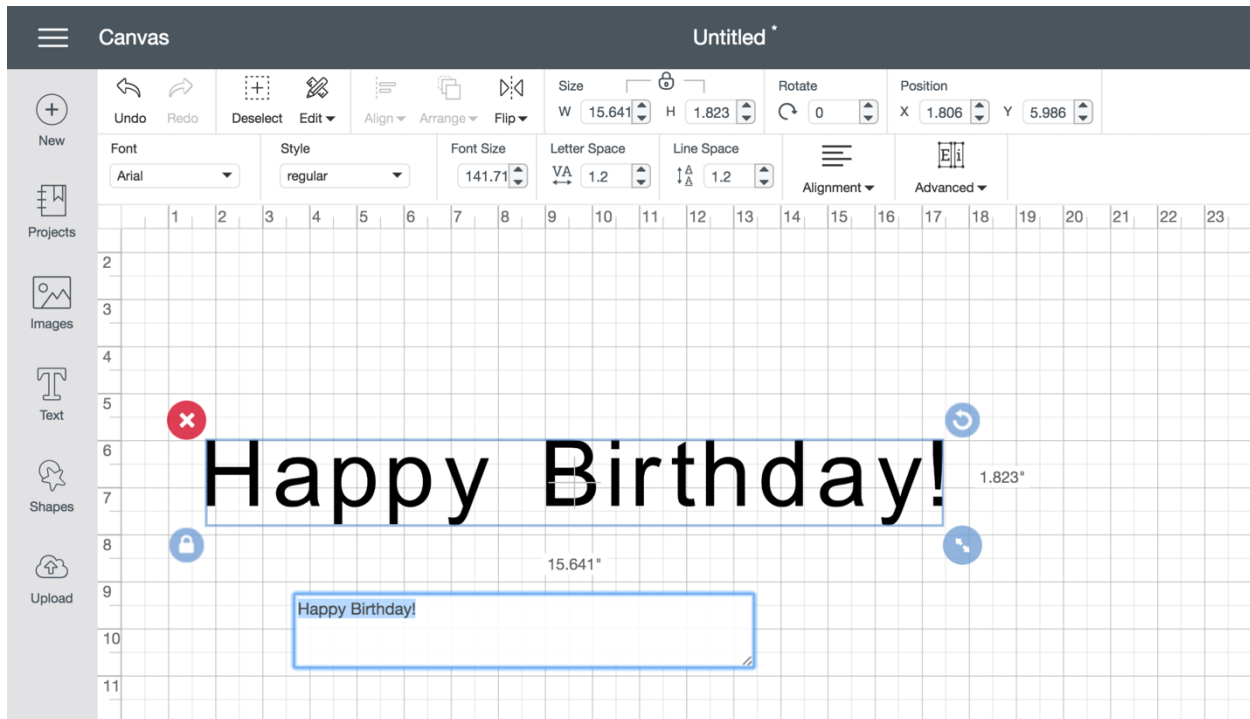 Canvas
Untitled *
New
Projects
Images
Text
Shapes
Upload
Undo
Redo
Deselect
Edit
Align
Arrange
Flip
Size
W 15.641
H 1.823
Rotate
0
Position
X 1.806
Y 5.986
Font
Arial
Style
regular
Font Size
141.71
Letter Space
VA 1.2
Line Space
A A 1.2
Alignment
E i
Advanced
1 2 3 4 5 6 7 8 9 10 11 12 13 14 15 16 17 18 19 20 21 22 23
2
3
4
5
6
7
8
9
10
11
Happy Birthday!
1.823"
15.641"
Happy Birthday!